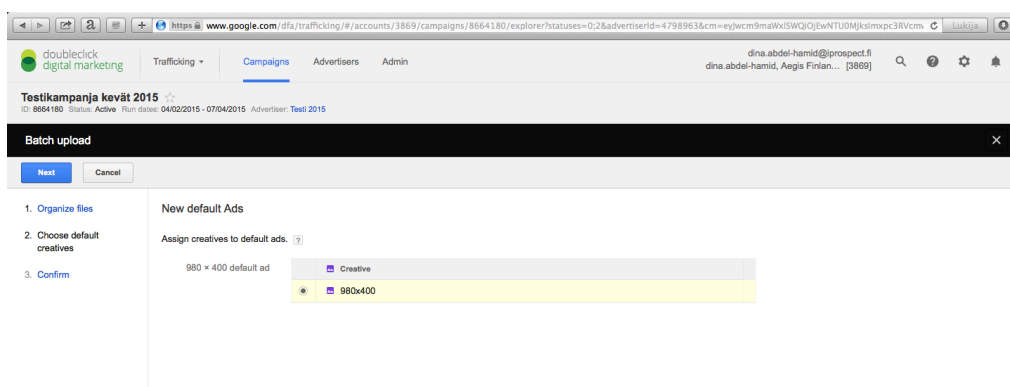 https www.google.com/dfa/trafficking/#/accounts/3869/campaigns/8664180/explorer?statuses=0;2&advertiserId=4798963&cm= Lukija
doubleclick
digital marketing
Trafficking Campaigns Advertisers Admin
dina.abdel-hamid@iprospect.fi
dina.abdel-hamid, Aegis Finlan... [3869]
Testikampanja kevät 2015
ID: 8664180 Status: Active Run dates: 04/02/2015 - 07/04/2015 Advertiser: Testi 2015
Batch upload
Next Cancel
1. Organize files
2. Choose default
creatives
3. Confirm
New default Ads
Assign creatives to default ads. ?
980 × 400 default ad
Creative
980x400